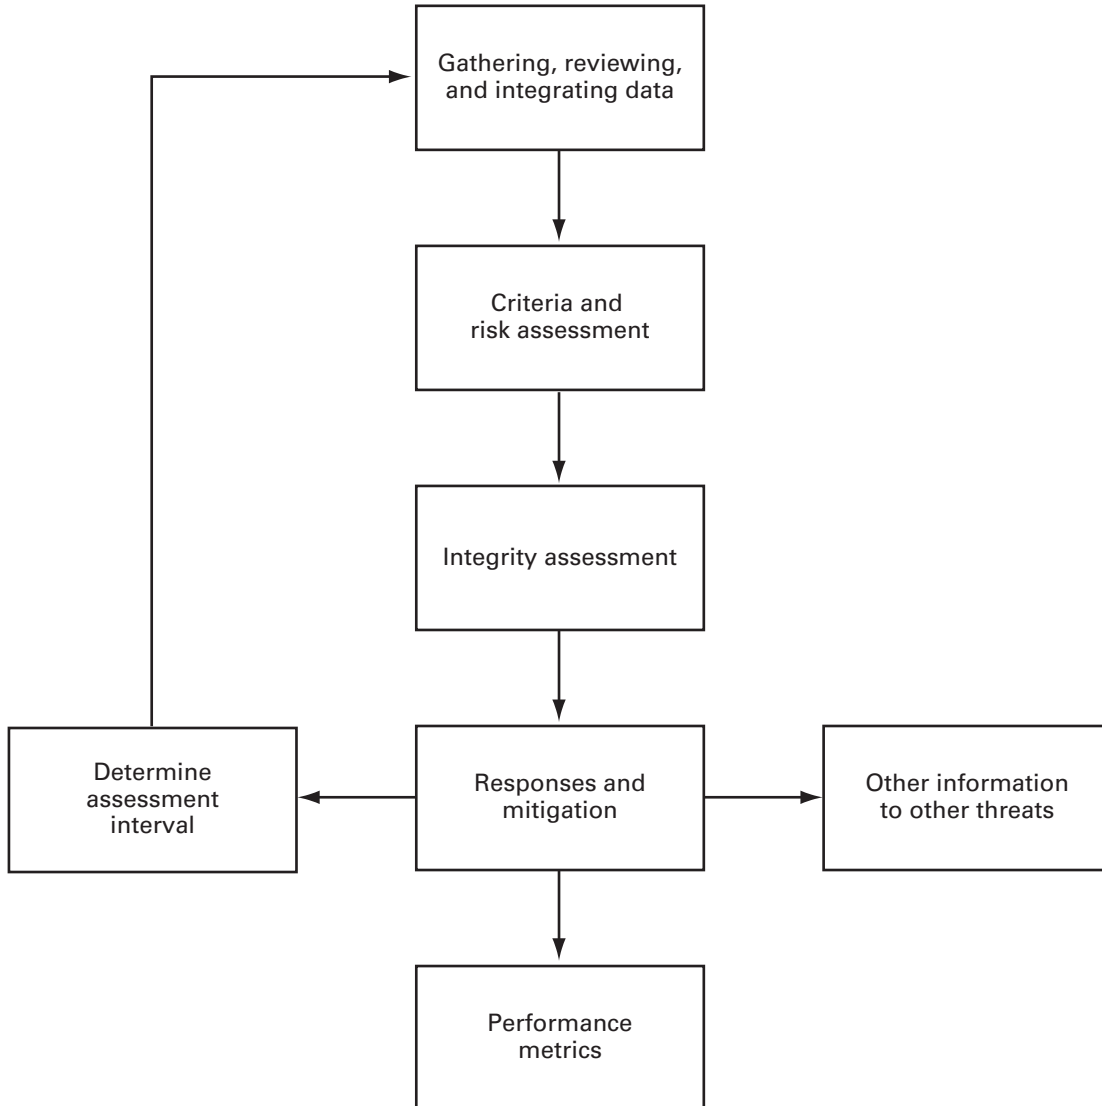 Gathering, reviewing,
and integrating data
Criteria and
risk assessment
Integrity assessment
Determine
assessment
interval
Responses and
mitigation
Other information
to other threats
Performance
metrics